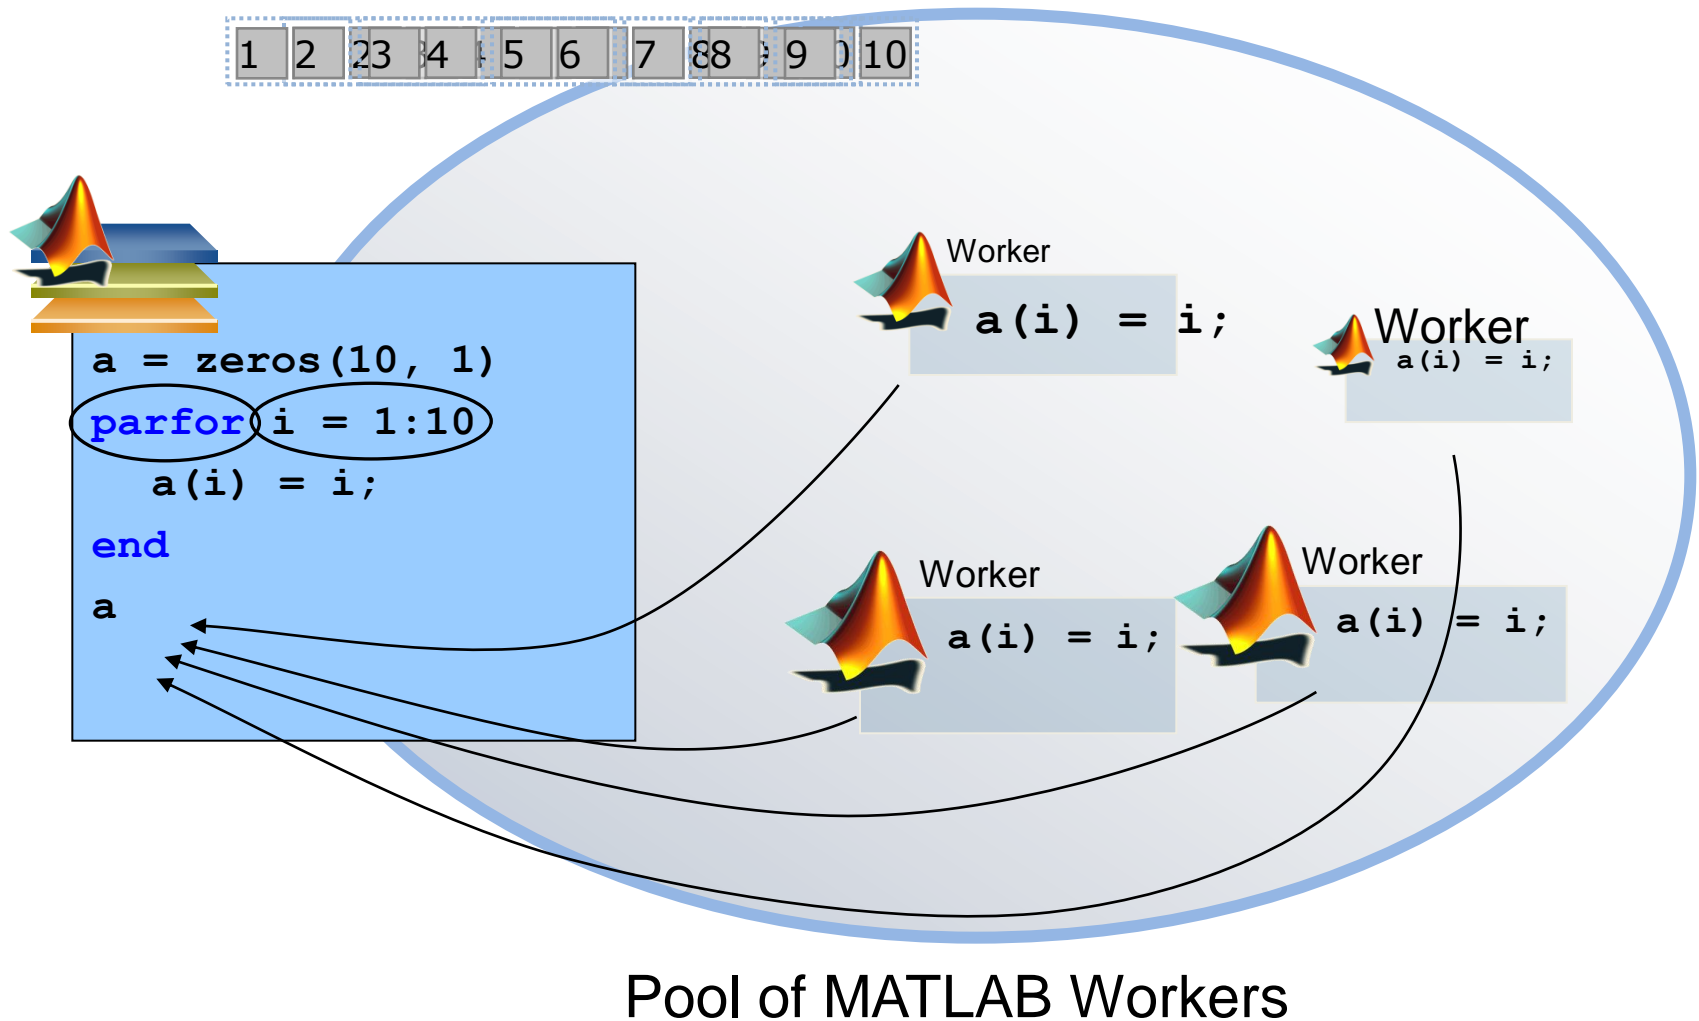 1 2 3 4 5 6 7 8 9 10
Worker
a(i) = i;
Worker
a(i) = i;
a = zeros(10, 1)
parfor i = 1:10
a(i) = i;
end
a
Worker
a(i) = i;
Worker
a(i) = i;
Pool of MATLAB Workers